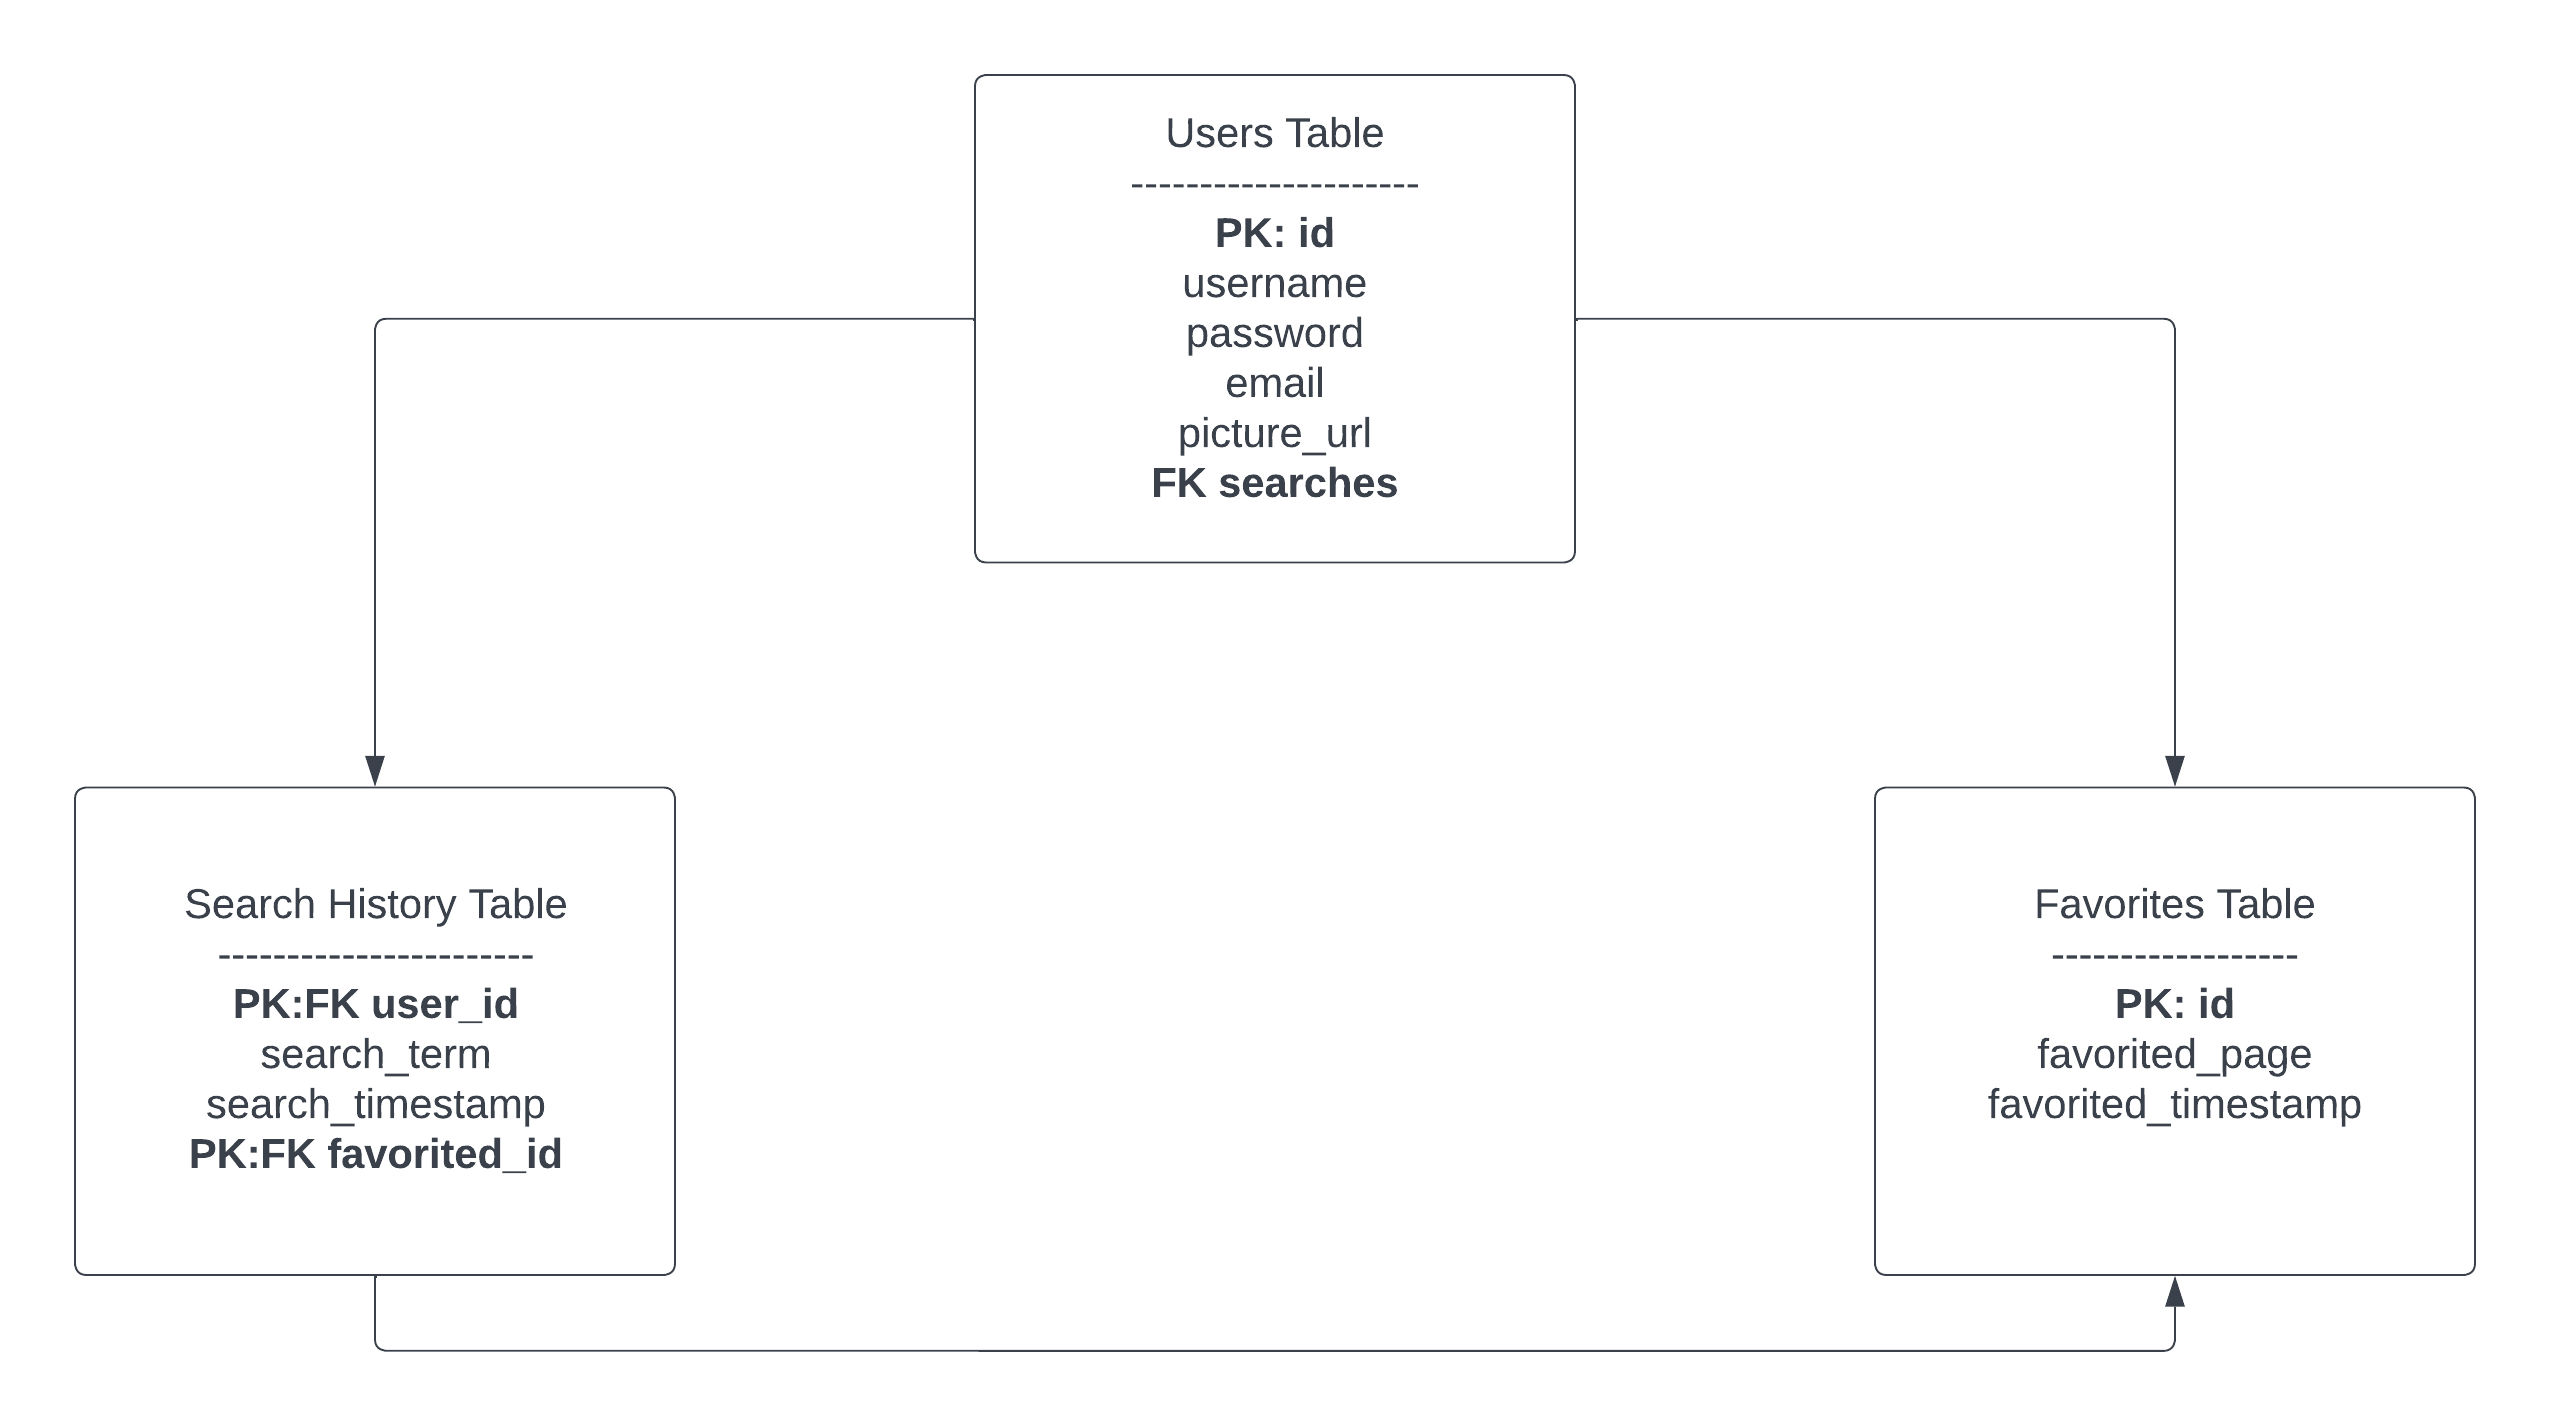 Users Table
---------------------
PK: id
username
password
email
picture_url
FK searches
Search History Table
-----------------------
PK:FK user_id
search_term
search_timestamp
PK:FK favorited_id
Favorites Table
------------------
PK: id
favorited_page
favorited_timestamp